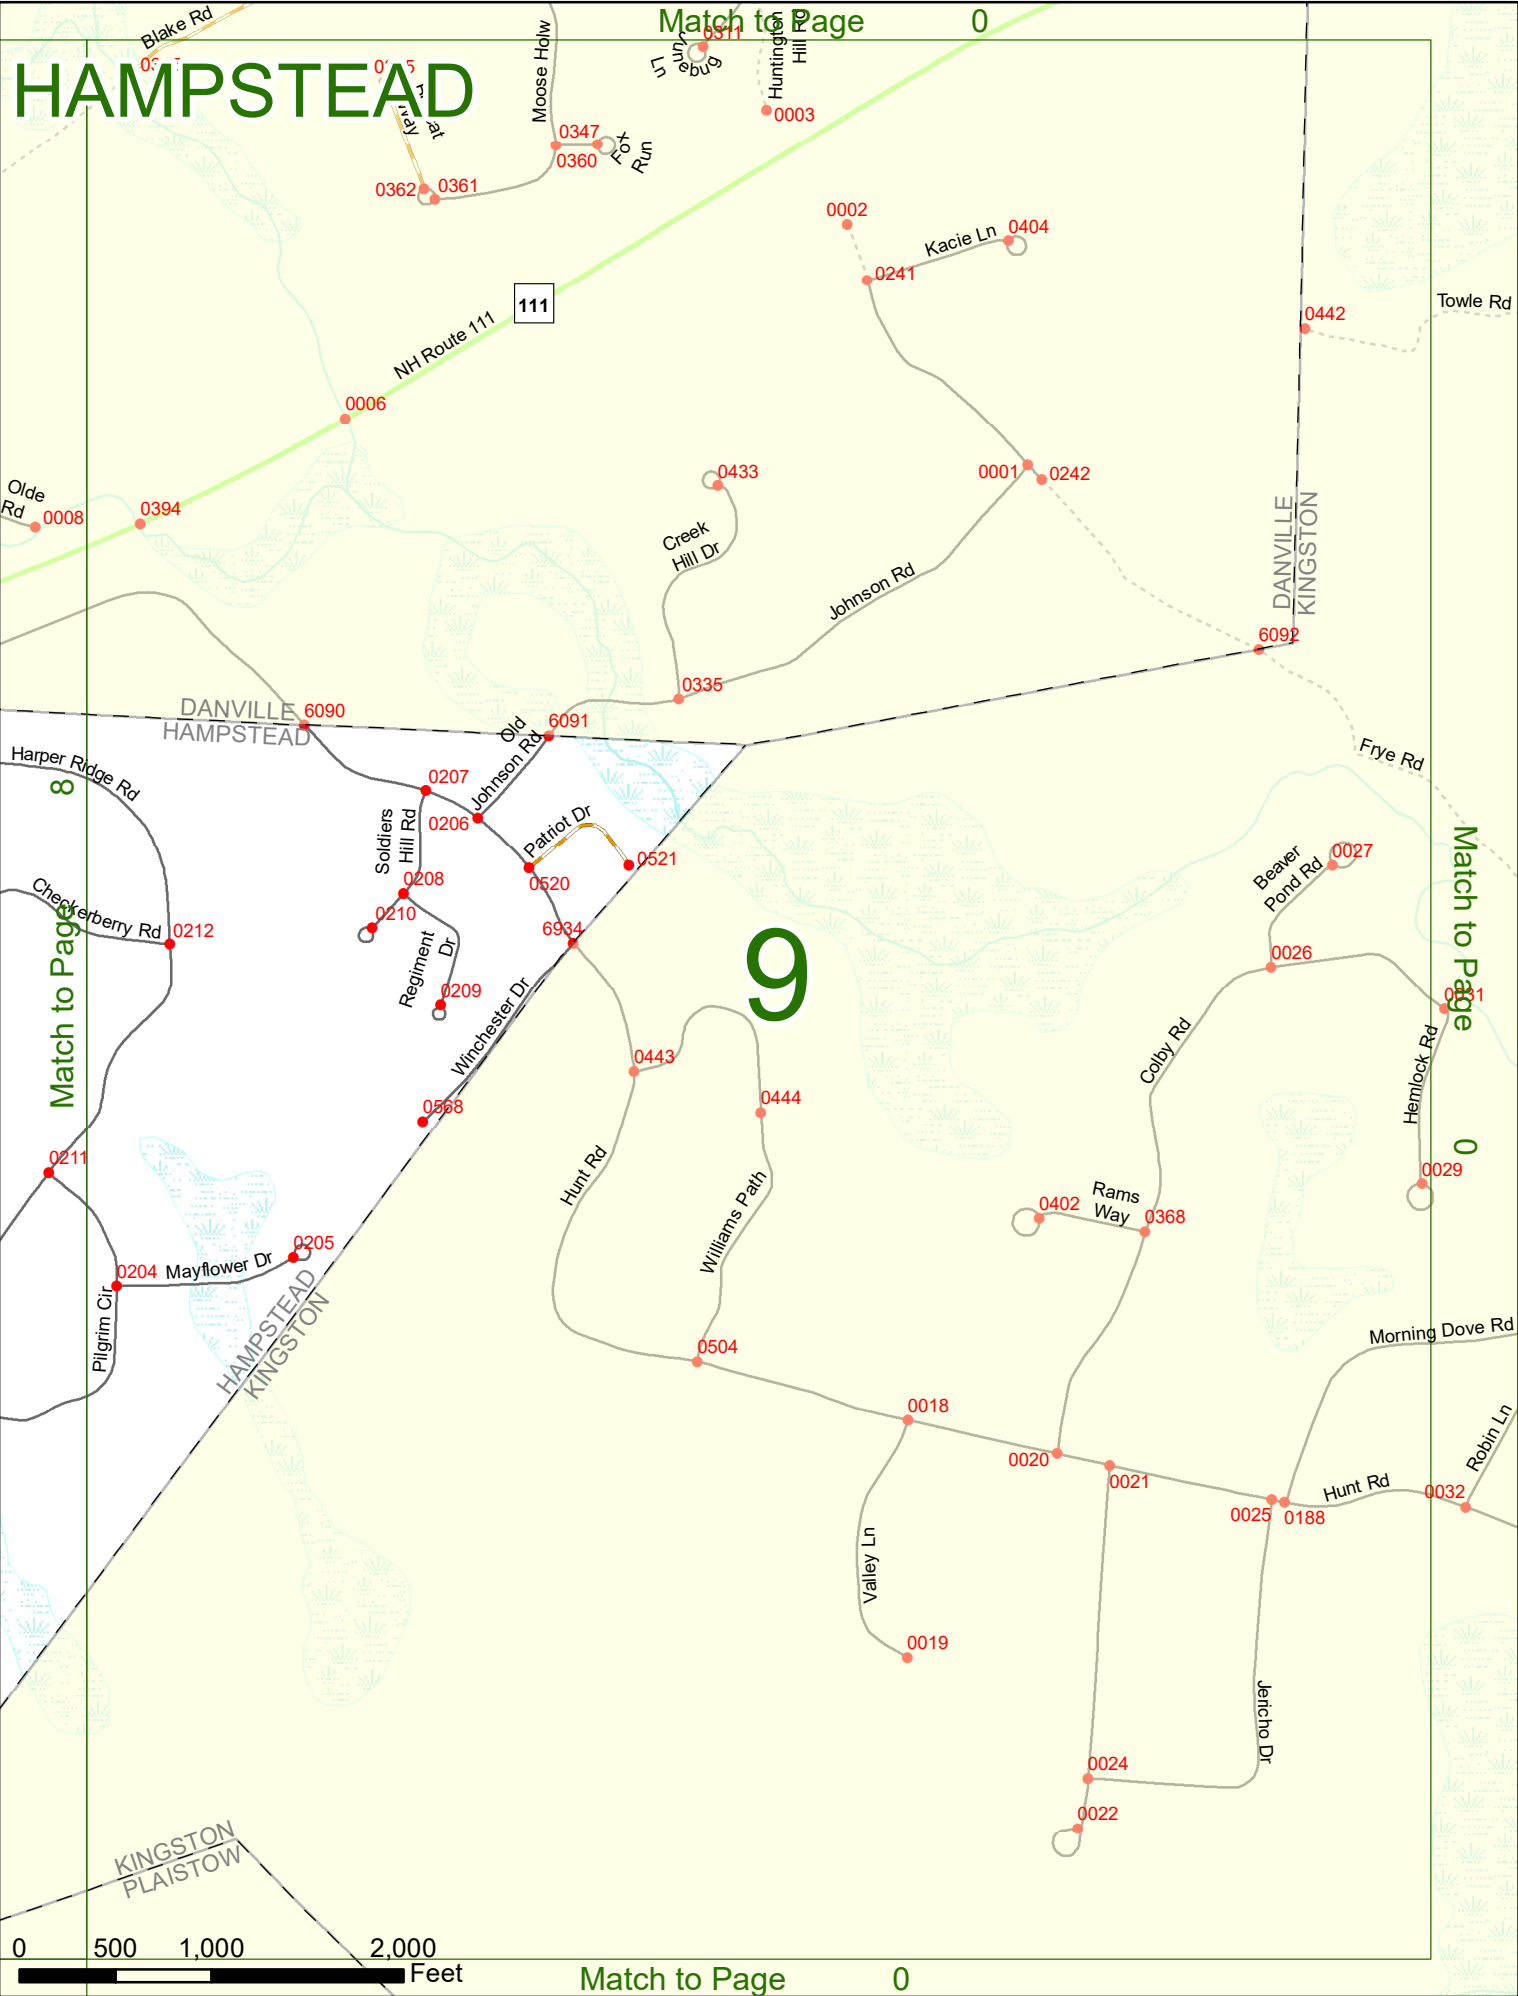 Match to Page 0
Blake Rd
HAMPSTEAD
Moose Holw
0311
Ln
Huntington
Hill Rd
0003
0347
0360
Fox
Run
0362
0361
0002
Kacie Ln
0404
0241
0442
Towle Rd
111
NH Route 111
0006
0433
0001
0242
Olde
Rd
0008
0394
Creek
Hill Dr
Johnson Rd
DANVILLE
KINGSTON
6092
0335
DANVILLE
HAMPSTEAD
6090
Old
Johnson Rd
6091
Harper Ridge Rd
8
Match to Page
0207
0206
Soldiers
Hill Rd
Patriot Dr
0520
0521
Frye Rd
0208
0210
Checkerberry Rd
0212
Regiment
Dr
0209
6934
9
Beaver
Pond Rd
0027
0026
0031
Match to Page
0
Winchester Dr
0568
0443
0444
Colby Rd
Hemlock Rd
0029
0211
Hunt Rd
Williams Path
0402
Rams
Way
0368
0205
Mayflower Dr
0204
Pilgrim Cir
HAMPSTEAD
KINGSTON
0504
Morning Dove Rd
0018
0020
0021
0025
0188
Hunt Rd
0032
Robin Ln
Valley Ln
0019
Jericho Dr
0024
0022
KINGSTON
PLAISTOW
0 500 1,000 2,000
Feet
Match to Page 0